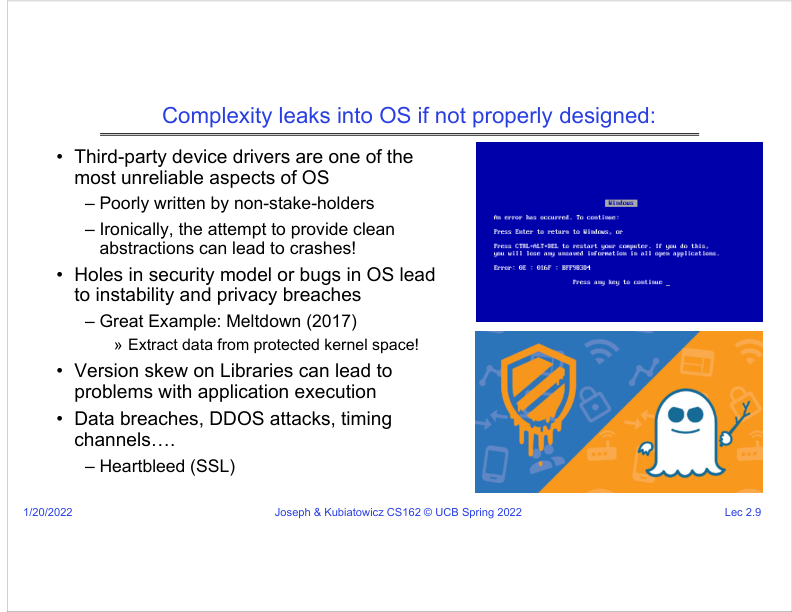 Complexity leaks into OS if not properly designed:
• Third-party device drivers are one of the
most unreliable aspects of OS
– Poorly written by non-stake-holders
– Ironically, the attempt to provide clean
abstractions can lead to crashes!
• Holes in security model or bugs in OS lead
to instability and privacy breaches
– Great Example: Meltdown (2017)
» Extract data from protected kernel space!
• Version skew on Libraries can lead to
problems with application execution
• Data breaches, DDOS attacks, timing
channels….
– Heartbleed (SSL)
Windows
An error has occurred. To continue:
Press Enter to return to Windows, or
Press CTRL+ALT+DEL to restart your computer. If you do this,
you will lose any unsaved information in all open applications.
Error: 0E : 016F : BFF9B3D4
Press any key to continue _
1/20/2022
Joseph & Kubiatowicz CS162 © UCB Spring 2022
Lec 2.9